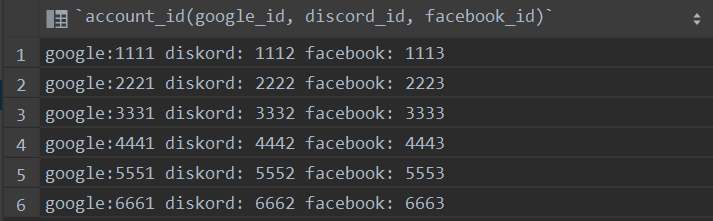 `account_id(google_id, discord_id, facebook_id)`
1 google:1111 diskord: 1112 facebook: 1113
2 google:2221 diskord: 2222 facebook: 2223
3 google:3331 diskord: 3332 facebook: 3333
4 google:4441 diskord: 4442 facebook: 4443
5 google:5551 diskord: 5552 facebook: 5553
6 google:6661 diskord: 6662 facebook: 6663